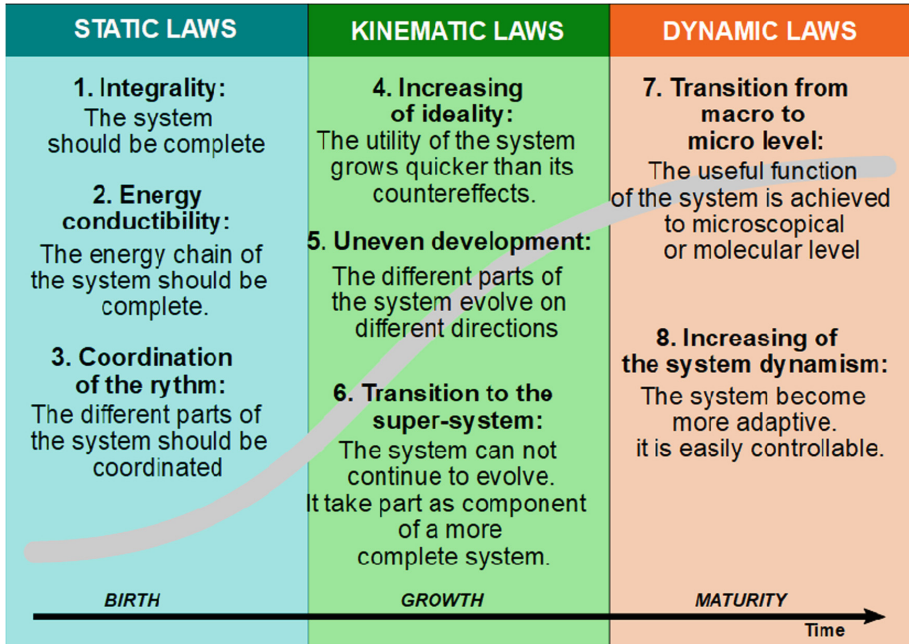 STATIC LAWS
1. Integrality:
The system
should be complete
2. Energy
conductibility:
The energy chain of
the system should be
complete.
3. Coordination
of the rythm:
The different parts of
the system should be
coordinated
BIRTH
KINEMATIC LAWS
4. Increasing
of ideality:
The utility of the system
grows quicker than its
countereffects.
5. Uneven development:
The different parts of
the system evolve on
different directions
6. Transition to the
super-system:
The system can not
continue to evolve.
It take part as component
of a more
complete system.
GROWTH
DYNAMIC LAWS
7. Transition from
macro to
micro level:
The useful function
of the system is achieved
to microscopical
or molecular level
8. Increasing of
the system dynamism:
The system become
more adaptive.
it is easily controllable.
MATURITY
Time